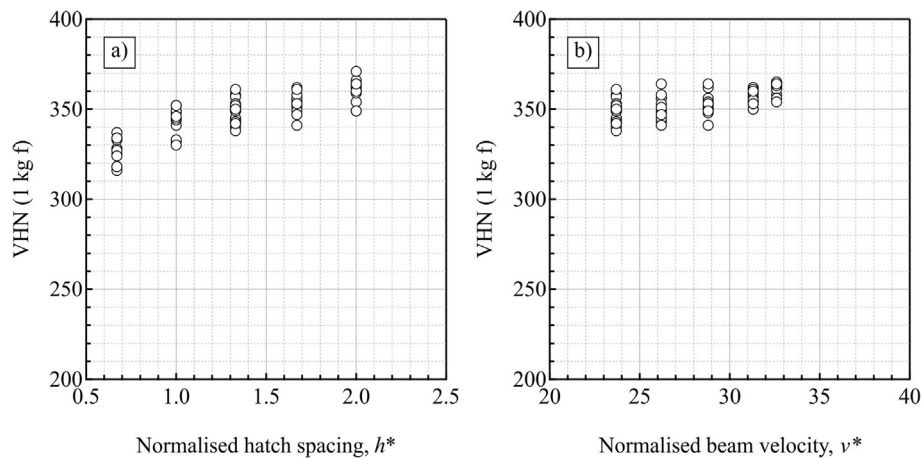 a)
VHN (1 kg f)
400
350
300
250
200
0.5 1.0 1.5 2.0 2.5
Normalised hatch spacing, h*
b)
VHN (1 kg f)
400
350
300
250
200
20 25 30 35 40
Normalised beam velocity, v*